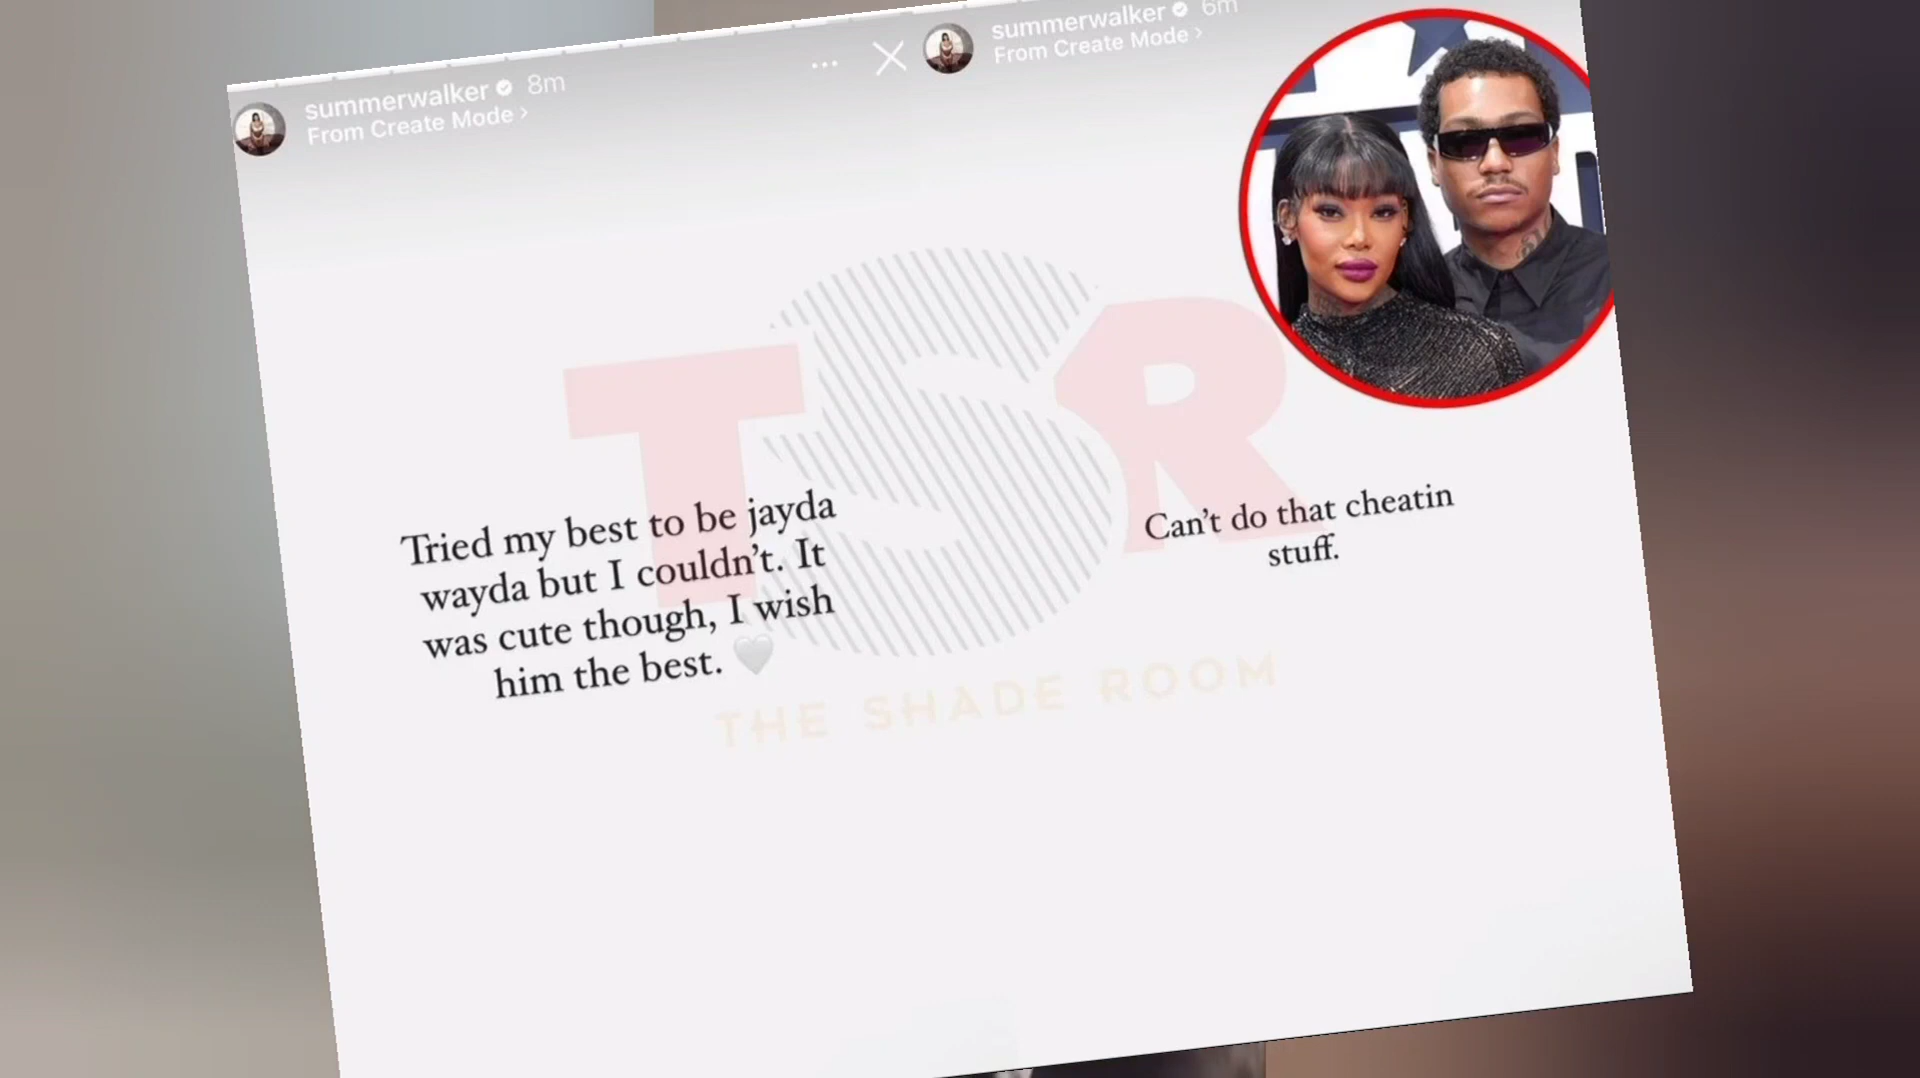 summerwalker 8m
From Create Mode >
summerwalker 6m
From Create Mode >
TSR
Tried my best to be jayda
wayda but I couldn't. It
was cute though, I wish
him the best. 🤍
Can't do that cheatin
stuff.
THE SHADE ROOM